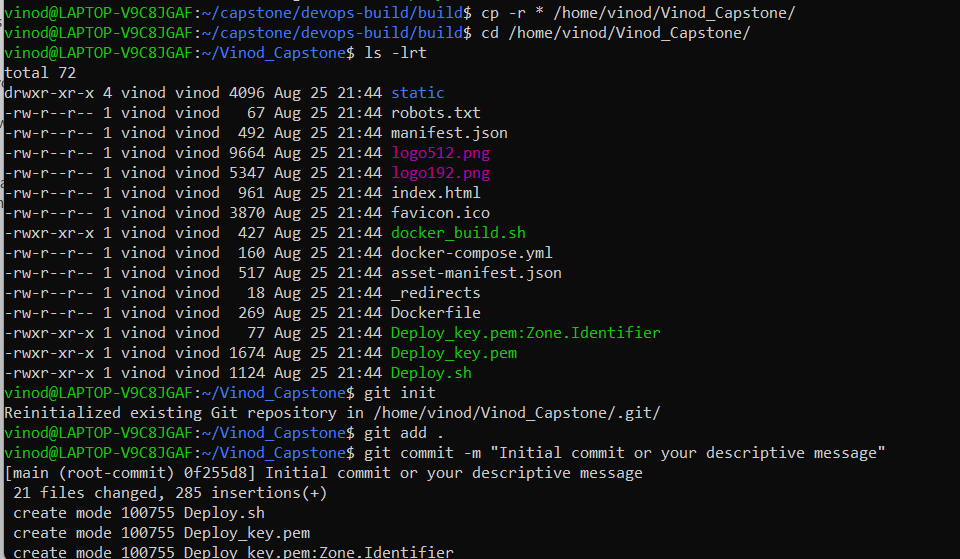 vinod@LAPTOP-V9C8JGAF:~/capstone/devops-build/build$ cp -r * /home/vinod/Vinod_Capstone/
vinod@LAPTOP-V9C8JGAF:~/capstone/devops-build/build$ cd /home/vinod/Vinod_Capstone/
vinod@LAPTOP-V9C8JGAF:~/Vinod_Capstone$ ls -lrt
total 72
drwxr-xr-x 4 vinod vinod 4096 Aug 25 21:44 static
-rw-r--r-- 1 vinod vinod   67 Aug 25 21:44 robots.txt
-rw-r--r-- 1 vinod vinod  492 Aug 25 21:44 manifest.json
-rw-r--r-- 1 vinod vinod 9664 Aug 25 21:44 logo512.png
-rw-r--r-- 1 vinod vinod 5347 Aug 25 21:44 logo192.png
-rw-r--r-- 1 vinod vinod  961 Aug 25 21:44 index.html
-rw-r--r-- 1 vinod vinod 3870 Aug 25 21:44 favicon.ico
-rwxr-xr-x 1 vinod vinod  427 Aug 25 21:44 docker_build.sh
-rw-r--r-- 1 vinod vinod  160 Aug 25 21:44 docker-compose.yml
-rw-r--r-- 1 vinod vinod  517 Aug 25 21:44 asset-manifest.json
-rw-r--r-- 1 vinod vinod   18 Aug 25 21:44 _redirects
-rw-r--r-- 1 vinod vinod  269 Aug 25 21:44 Dockerfile
-rwxr-xr-x 1 vinod vinod   77 Aug 25 21:44 Deploy_key.pem:Zone.Identifier
-rwxr-xr-x 1 vinod vinod 1674 Aug 25 21:44 Deploy_key.pem
-rwxr-xr-x 1 vinod vinod 1124 Aug 25 21:44 Deploy.sh
vinod@LAPTOP-V9C8JGAF:~/Vinod_Capstone$ git init
Reinitialized existing Git repository in /home/vinod/Vinod_Capstone/.git/
vinod@LAPTOP-V9C8JGAF:~/Vinod_Capstone$ git add .
vinod@LAPTOP-V9C8JGAF:~/Vinod_Capstone$ git commit -m "Initial commit or your descriptive message"
[main (root-commit) 0f255d8] Initial commit or your descriptive message
 21 files changed, 285 insertions(+)
 create mode 100755 Deploy.sh
 create mode 100755 Deploy_key.pem
 create mode 100755 Deploy_key.pem:Zone.Identifier